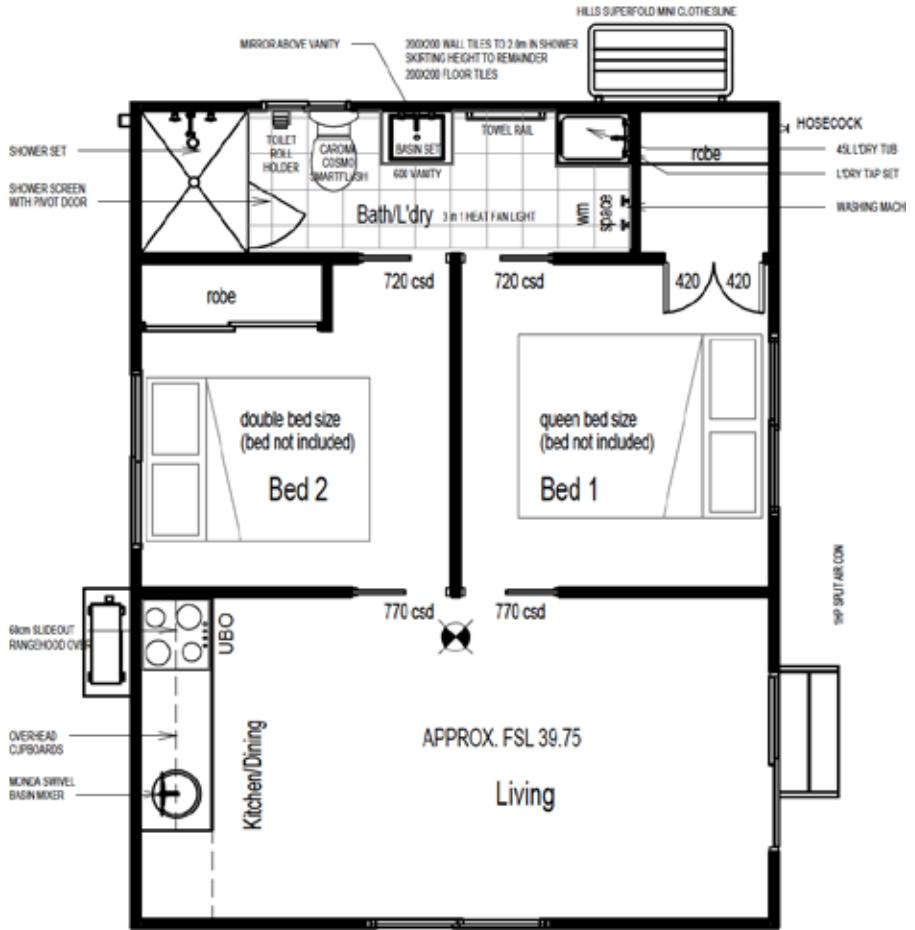 HILLS SUPERFOLD MINI CLOTHESLINE
MIRROR ABOVE VANITY
200X200 WALL TILES TO 2.0m IN SHOWER
SKIRTING HEIGHT TO REMAINDER
200X200 FLOOR TILES
HOSECOCK
SHOWER SET
TOILET
ROLL
HOLDER
CAROMA
COSMO
SMARTFLUSH
BASIN SET
600 VANITY
TOWEL RAIL
robe
45L L'DRY TUB
L'DRY TAP SET
SHOWER SCREEN
WITH PIVOT DOOR
Bath/L'dry
3 in 1 HEAT FAN LIGHT
wm
space
WASHING MACH
720 csd
720 csd
420
420
robe
double bed size
(bed not included)
Bed 2
queen bed size
(bed not included)
Bed 1
770 csd
770 csd
1HP SPLIT AIR CON
60cm SLIDEOUT
RANGEHOOD OVER
UBO
OVERHEAD
CUPBOARDS
Kitchen/Dining
APPROX. FSL 39.75
Living
MONDA SWIVEL
BASIN MIXER